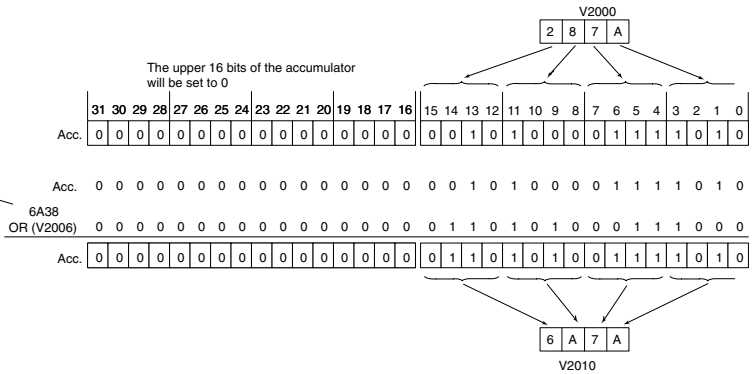 V2000
2 8 7 A
The upper 16 bits of the accumulator
will be set to 0
31 30 29 28 27 26 25 24 23 22 21 20 19 18 17 16 15 14 13 12 11 10 9 8 7 6 5 4 3 2 1 0
Acc. 0 0 0 0 0 0 0 0 0 0 0 0 0 0 0 0 0 0 1 0 1 0 0 0 0 1 1 1 1 0 1 0
Acc. 0 0 0 0 0 0 0 0 0 0 0 0 0 0 0 0 0 0 1 0 1 0 0 0 0 1 1 1 1 0 1 0
6A38
OR (V2006) 0 0 0 0 0 0 0 0 0 0 0 0 0 0 0 0 0 1 1 0 1 0 1 0 0 0 1 1 1 0 0 0
Acc. 0 0 0 0 0 0 0 0 0 0 0 0 0 0 0 0 0 1 1 0 1 0 1 0 0 1 1 1 1 0 1 0
6 A 7 A
V2010